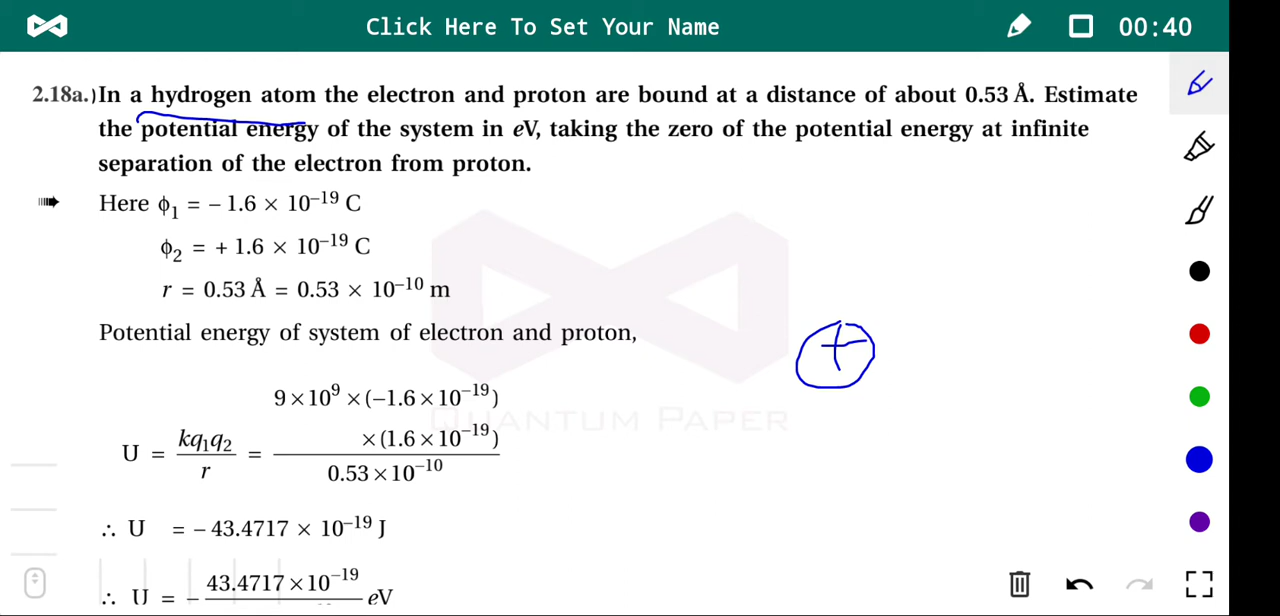 Click Here To Set Your Name
00:40
2.18a.) In a hydrogen atom the electron and proton are bound at a distance of about 0.53 Å. Estimate
the potential energy of the system in eV, taking the zero of the potential energy at infinite
separation of the electron from proton.
➠ Here ϕ₁ = – 1.6 × 10⁻¹⁹ C
ϕ₂ = + 1.6 × 10⁻¹⁹ C
r = 0.53 Å = 0.53 × 10⁻¹⁰ m
Potential energy of system of electron and proton,
9 × 10⁹ × (−1.6 × 10⁻¹⁹)
U = kq₁q₂ / r = × (1.6 × 10⁻¹⁹)
0.53 × 10⁻¹⁰
∴ U = – 43.4717 × 10⁻¹⁹ J
∴ U = – 43.4717 × 10⁻¹⁹ eV
+
QUANTUM PAPER